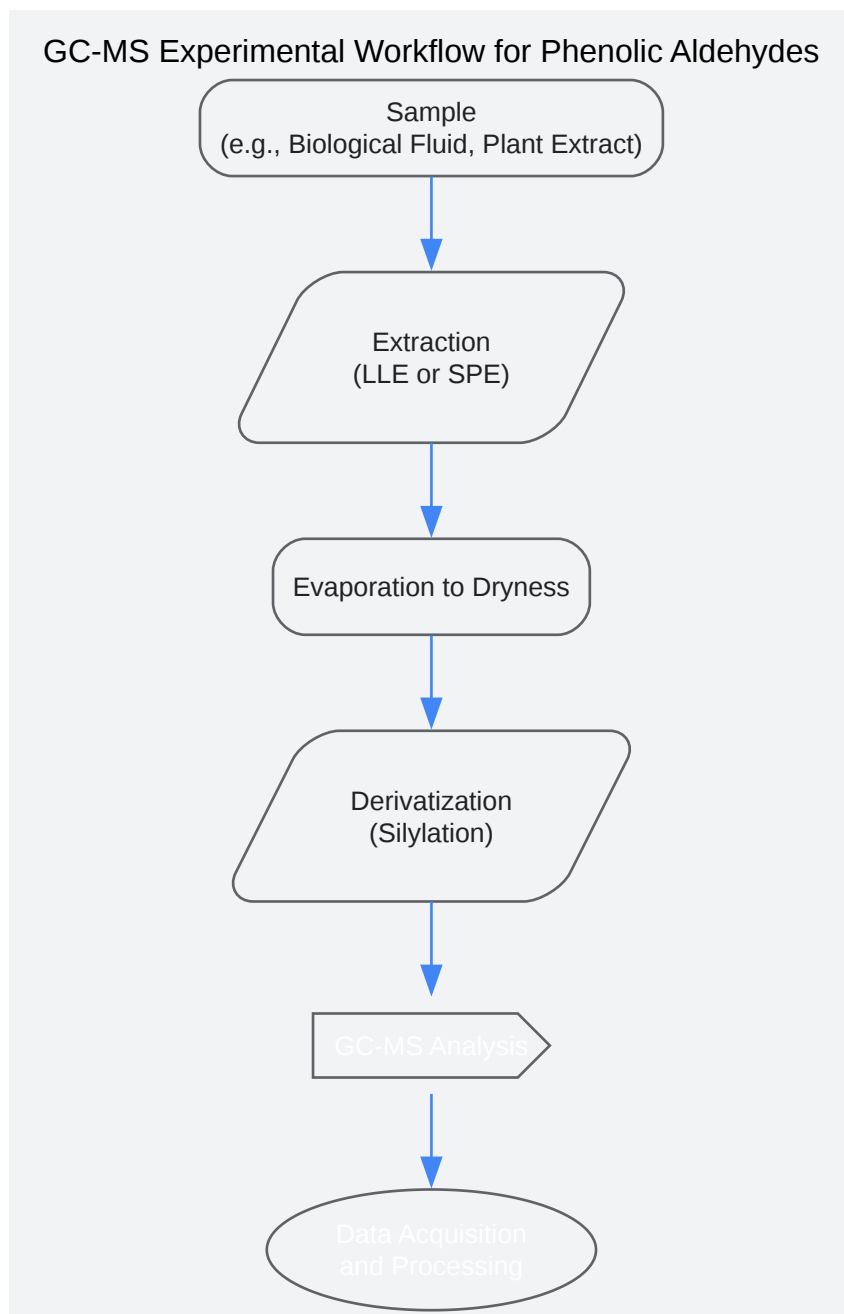 GC-MS Experimental Workflow for Phenolic Aldehydes
Sample
(e.g., Biological Fluid, Plant Extract)
Extraction
(LLE or SPE)
Evaporation to Dryness
Derivatization
(Silylation)
GC-MS Analysis
Data Acquisition
and Processing